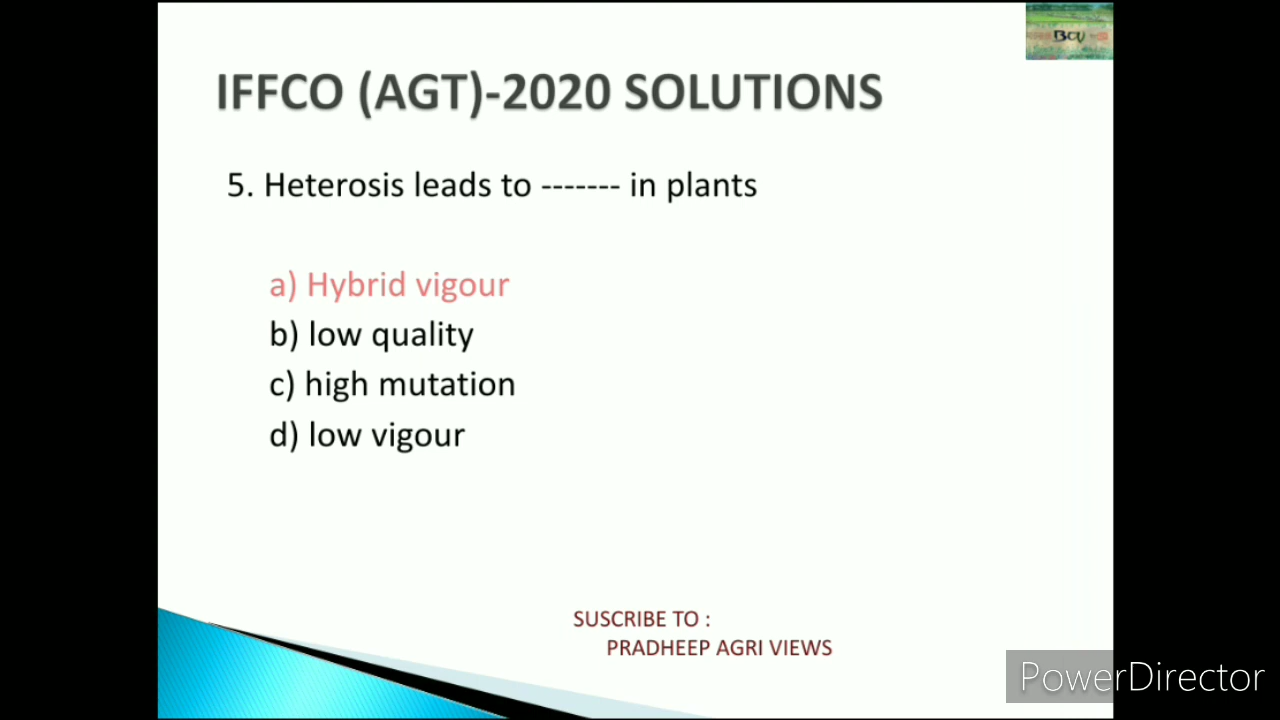 BCV
IFFCO (AGT)-2020 SOLUTIONS
5. Heterosis leads to ------- in plants
a) Hybrid vigour
b) low quality
c) high mutation
d) low vigour
SUSCRIBE TO :
PRADHEEP AGRI VIEWS
PowerDirector